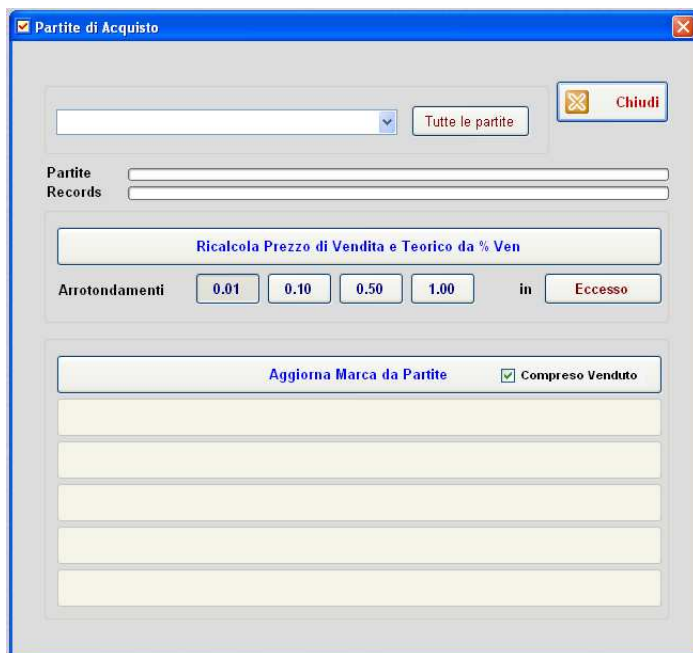 Partite di Acquisto
Chiudi
Tutte le partite
Partite
Records
Ricalcola Prezzo di Vendita e Teorico da % Ven
Arrotondamenti 0.01 0.10 0.50 1.00 in Eccesso
Aggiorna Marca da Partite Compreso Venduto